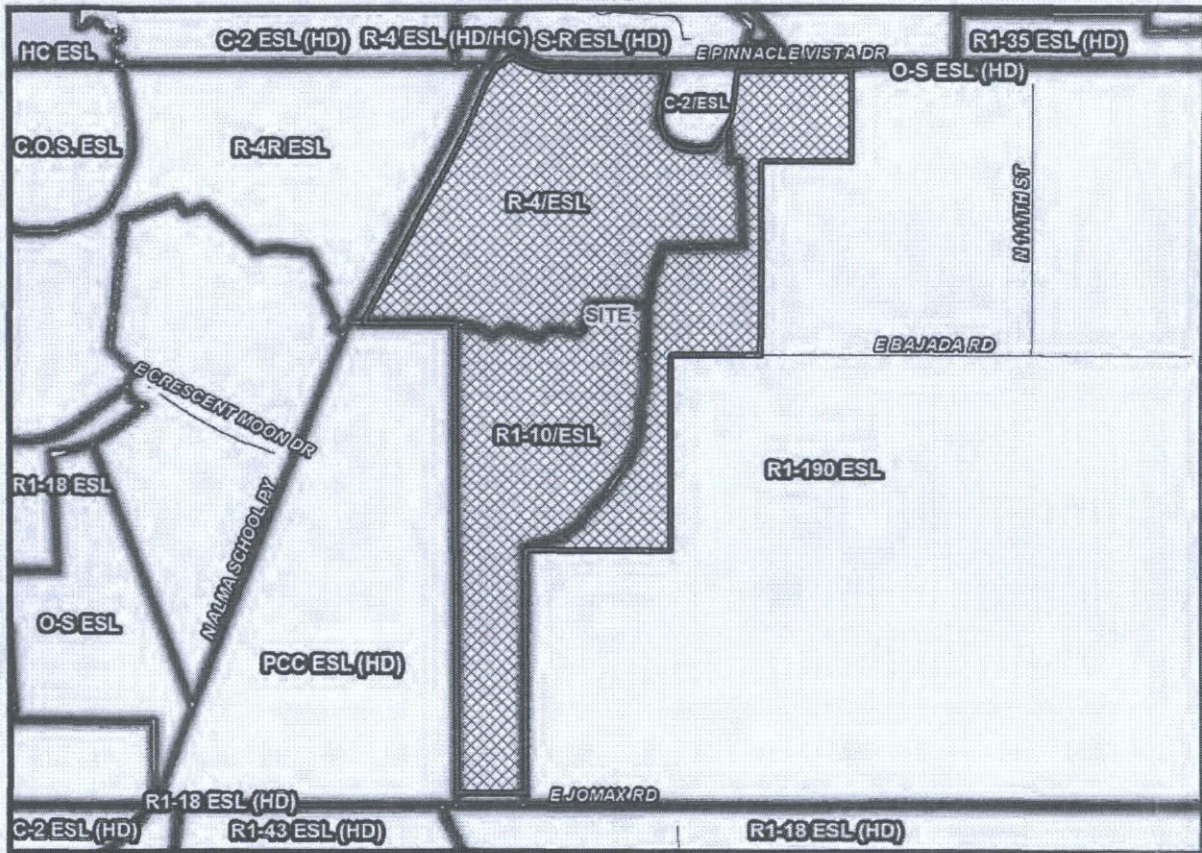 C-2 ESL (HD)
R-4 ESL (HD/HC)
S-R ESL (HD)
R1-35 ESL (HD)
HC ESL
E PINNACLE VISTA DR
O-S ESL (HD)
C-2/ESL
C.O.S. ESL
R-4R ESL
R-4/ESL
N 111TH ST
SITE
E BAJADA RD
E CRESCENT MOON DR
R1-10/ESL
R1-190 ESL
R1-18 ESL
N ALMA SCHOOL PY
O-S ESL
PCC ESL (HD)
E JOMAX RD
R1-18 ESL (HD)
C-2 ESL (HD)
R1-43 ESL (HD)
R1-18 ESL (HD)